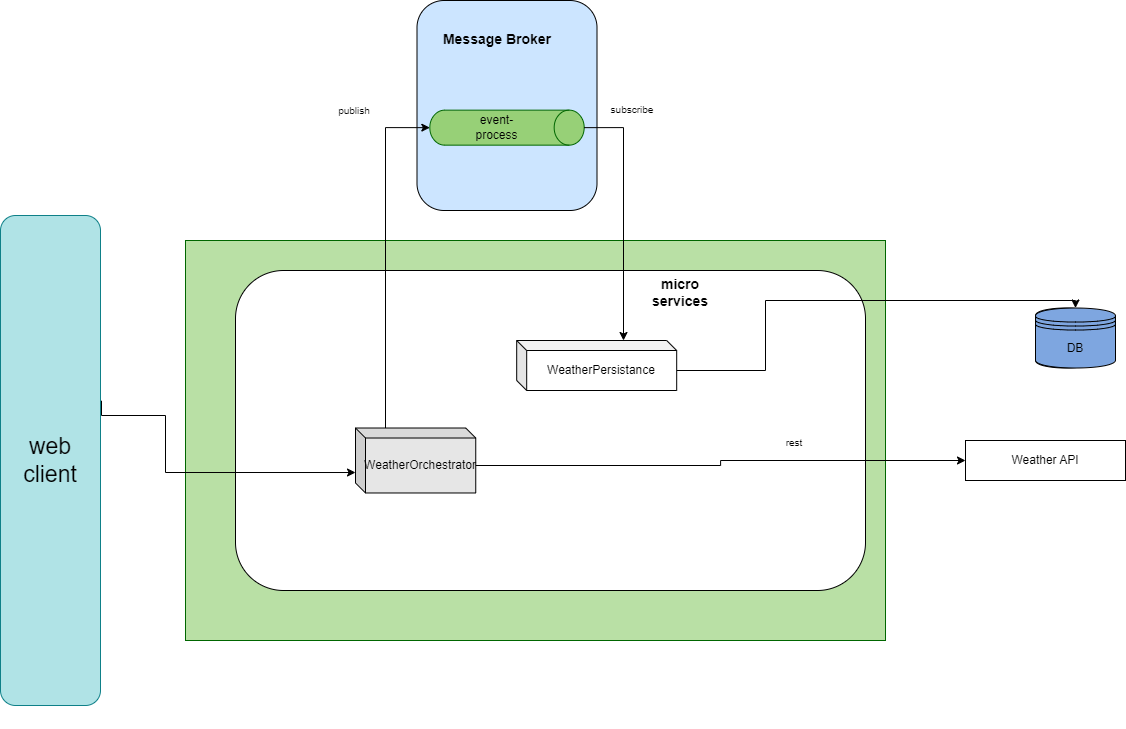 Message Broker
publish
subscribe
event-
process
micro
services
WeatherPersistance
DB
web
client
WeatherOrchestrator
rest
Weather API